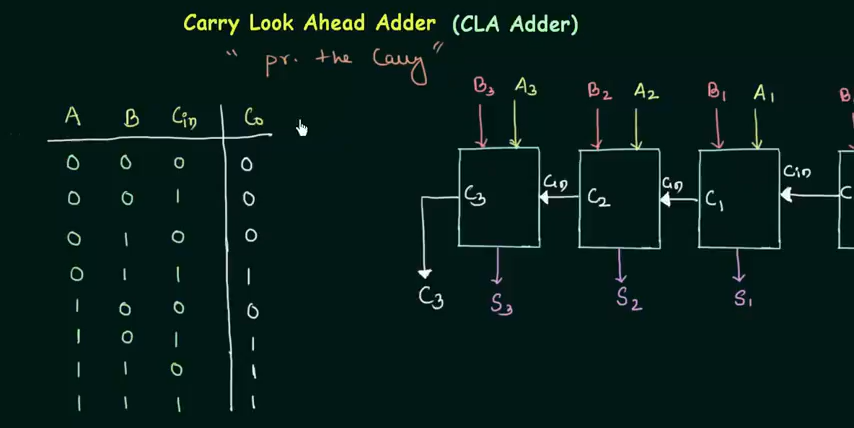 Carry Look Ahead Adder (CLA Adder)
" pr. the Carry "
A B Cin Co
0 0 0 0
0 0 1 0
0 1 0 0
0 1 1 1
1 0 0 0
1 0 1 1
1 1 0 1
1 1 1 1
B3 A3 B2 A2 B1 A1 B
C3 Cin C2 Cin C1 Cin C
C3 S3 S2 S1